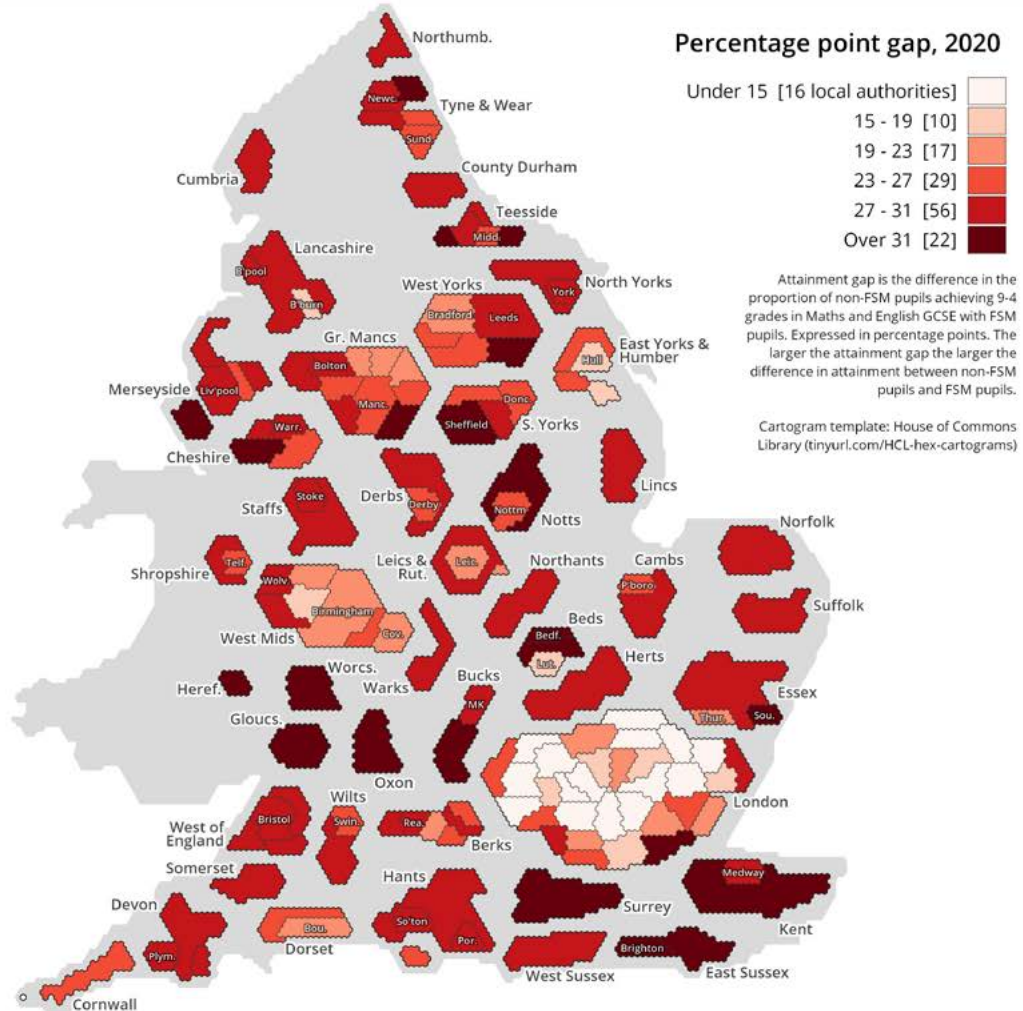 Percentage point gap, 2020
Under 15 [16 local authorities]
15 - 19 [10]
19 - 23 [17]
23 - 27 [29]
27 - 31 [56]
Over 31 [22]
Attainment gap is the difference in the
proportion of non-FSM pupils achieving 9-4
grades in Maths and English GCSE with FSM
pupils. Expressed in percentage points. The
larger the attainment gap the larger the
difference in attainment between non-FSM
pupils and FSM pupils.
Cartogram template: House of Commons
Library (tinyurl.com/HCL-hex-cartograms)
Northumb.
Newc.
Tyne & Wear
Sund.
Cumbria
County Durham
Teesside
Midd.
Lancashire
B'pool
B'burn
North Yorks
York
West Yorks
Bradford
Leeds
Gr. Mancs
Bolton
Manc.
East Yorks &
Humber
Hull
Merseyside
Liv'pool
Donc.
Sheffield
S. Yorks
Warr.
Cheshire
Lincs
Staffs
Stoke
Derbs
Derby
Nottm
Notts
Norfolk
Shropshire
Telf.
Leics &
Rut.
Leic.
Northants
Cambs
P'boro
Suffolk
Wolv.
Birmingham
Cov.
West Mids
Beds
Bedf.
Lut.
Herts
Heref.
Worcs.
Warks
Bucks
MK
Essex
Thur.
Sou.
Gloucs.
Oxon
London
West of
England
Bristol
Wilts
Swin.
Rea.
Berks
Somerset
Hants
So'ton
Por.
Surrey
Medway
Kent
Devon
Plym.
Bou.
Dorset
West Sussex
Brighton
East Sussex
Cornwall